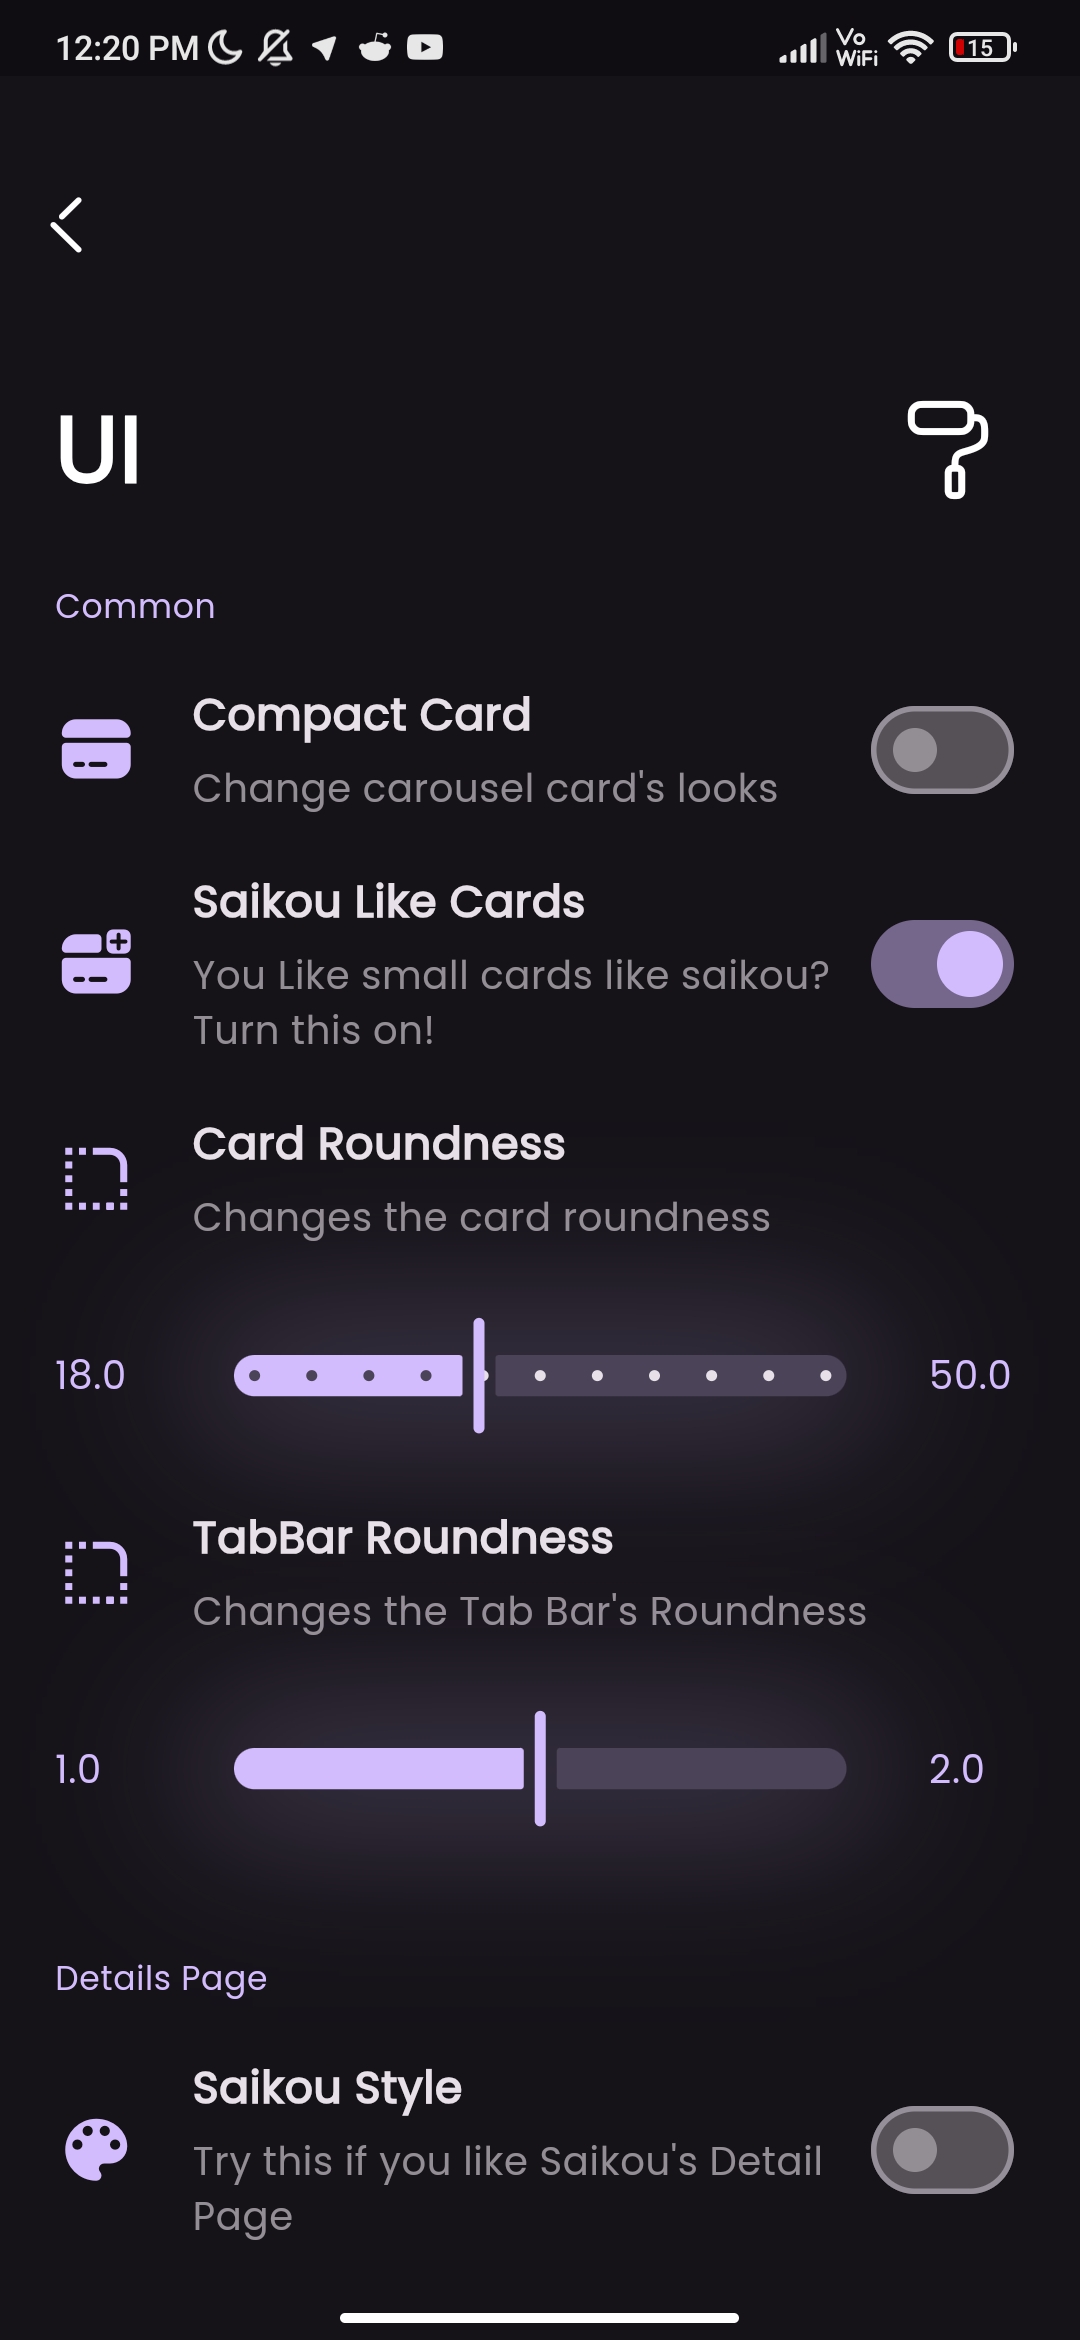 12:20 PM
Vo
WiFi
15
UI
Common
Compact Card
Change carousel card's looks
Saikou Like Cards
You Like small cards like saikou?
Turn this on!
Card Roundness
Changes the card roundness
18.0
50.0
TabBar Roundness
Changes the Tab Bar's Roundness
1.0
2.0
Details Page
Saikou Style
Try this if you like Saikou's Detail
Page